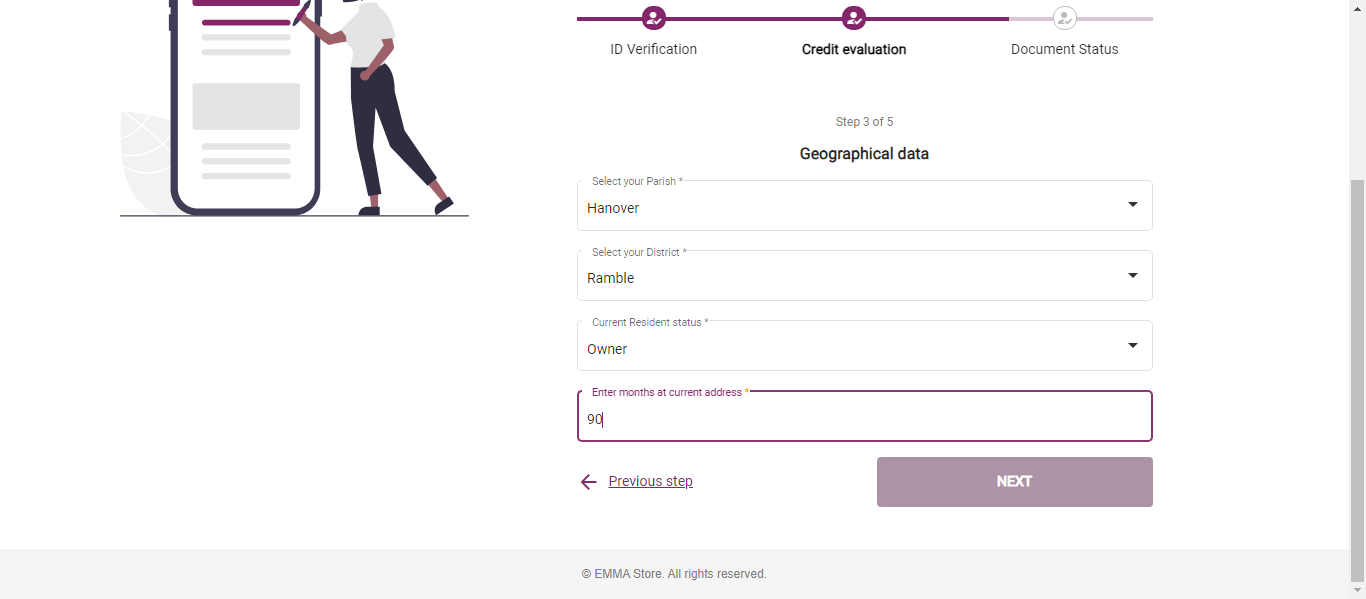 ID Verification
Credit evaluation
Document Status
Step 3 of 5
Geographical data
Select your Parish *
Hanover
Select your District *
Ramble
Current Resident status *
Owner
Enter months at current address *
90
Previous step
NEXT
© EMMA Store. All rights reserved.